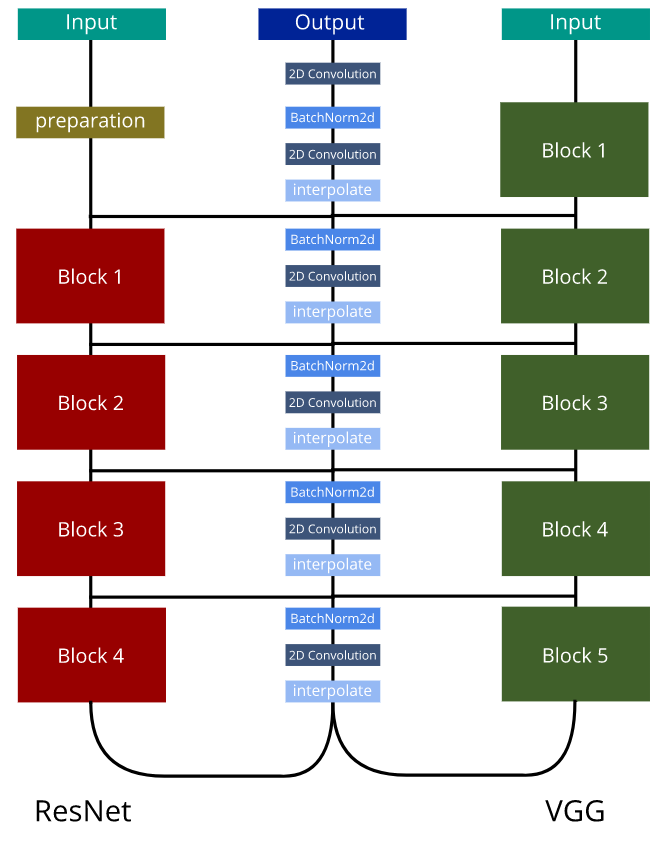 Input
Output
Input
2D Convolution
preparation
BatchNorm2d
Block 1
2D Convolution
interpolate
Block 1
BatchNorm2d
2D Convolution
interpolate
Block 2
Block 2
BatchNorm2d
2D Convolution
interpolate
Block 3
Block 3
BatchNorm2d
2D Convolution
interpolate
Block 4
Block 4
BatchNorm2d
2D Convolution
interpolate
Block 5
ResNet
VGG